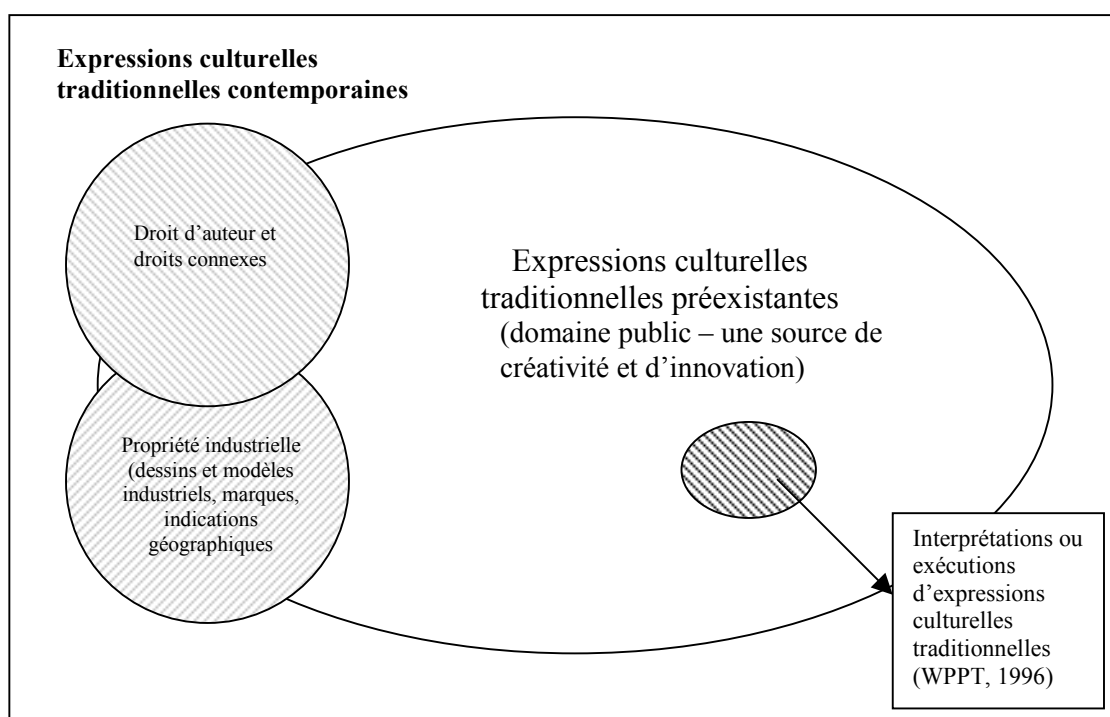 Expressions culturelles
traditionnelles contemporaines
Droit d’auteur et
droits connexes
Expressions culturelles
traditionnelles préexistantes
(domaine public – une source de
créativité et d’innovation)
Propriété industrielle
(dessins et modèles
industriels, marques,
indications
géographiques
Interprétations ou
exécutions
d’expressions
culturelles
traditionnelles
(WPPT, 1996)